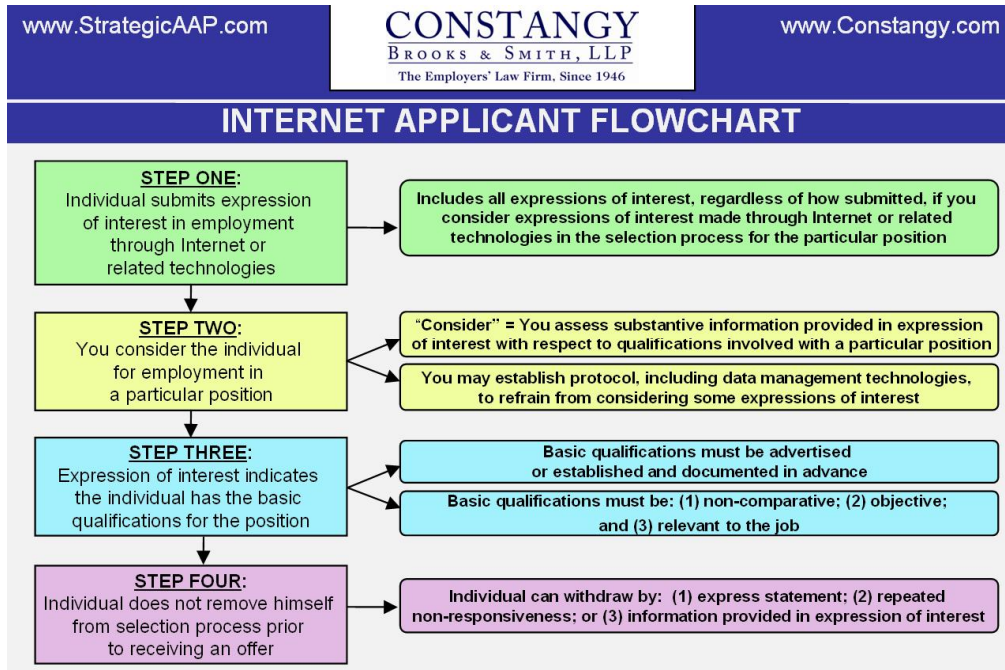 www.StrategicAAP.com
CONSTANGY
BROOKS & SMITH, LLP
The Employers' Law Firm, Since 1946
www.Constangy.com
INTERNET APPLICANT FLOWCHART
STEP ONE:
Individual submits expression
of interest in employment
through Internet or
related technologies
Includes all expressions of interest, regardless of how submitted, if you
consider expressions of interest made through Internet or related
technologies in the selection process for the particular position
STEP TWO:
You consider the individual
for employment in
a particular position
“Consider” = You assess substantive information provided in expression
of interest with respect to qualifications involved with a particular position
You may establish protocol, including data management technologies,
to refrain from considering some expressions of interest
STEP THREE:
Expression of interest indicates
the individual has the basic
qualifications for the position
Basic qualifications must be advertised
or established and documented in advance
Basic qualifications must be: (1) non-comparative; (2) objective;
and (3) relevant to the job
STEP FOUR:
Individual does not remove himself
from selection process prior
to receiving an offer
Individual can withdraw by: (1) express statement; (2) repeated
non-responsiveness; or (3) information provided in expression of interest